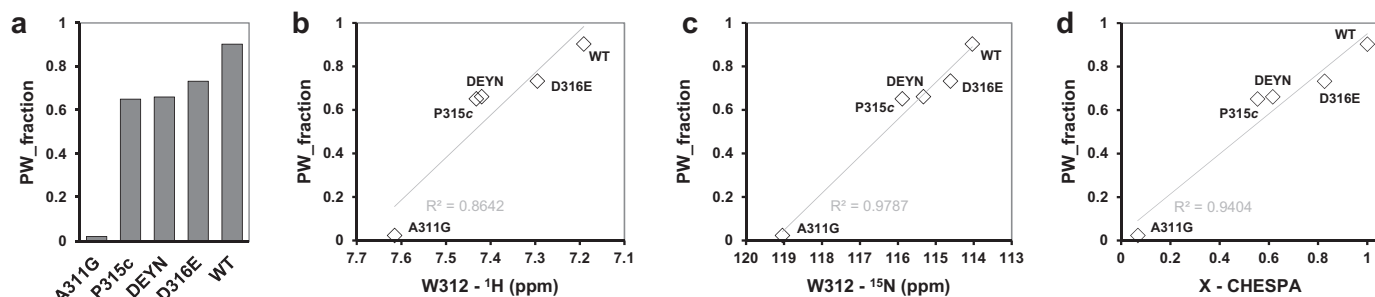 a
PW_fraction
1
0.8
0.6
0.4
0.2
0
A311G
P315c
DEYN
D316E
WT
b
PW_fraction
1
0.8
0.6
0.4
0.2
0
WT
DEYN
D316E
P315c
R² = 0.8642
A311G
7.7 7.6 7.5 7.4 7.3 7.2 7.1
W312 - ¹H (ppm)
c
PW_fraction
1
0.8
0.6
0.4
0.2
0
WT
DEYN
D316E
P315c
R² = 0.9787
A311G
120 119 118 117 116 115 114 113
W312 - ¹⁵N (ppm)
d
PW_fraction
1
0.8
0.6
0.4
0.2
0
WT
DEYN
D316E
P315c
R² = 0.9404
A311G
0 0.2 0.4 0.6 0.8 1
X - CHESPA